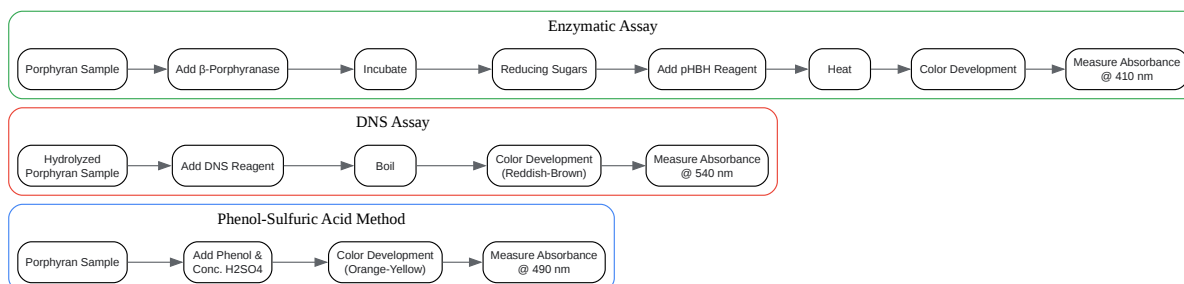 Enzymatic Assay
Porphyran Sample
Add β-Porphyranase
Incubate
Reducing Sugars
Add pHBH Reagent
Heat
Color Development
Measure Absorbance
@ 410 nm
DNS Assay
Hydrolyzed
Porphyran Sample
Add DNS Reagent
Boil
Color Development
(Reddish-Brown)
Measure Absorbance
@ 540 nm
Phenol-Sulfuric Acid Method
Porphyran Sample
Add Phenol &
Conc. H2SO4
Color Development
(Orange-Yellow)
Measure Absorbance
@ 490 nm